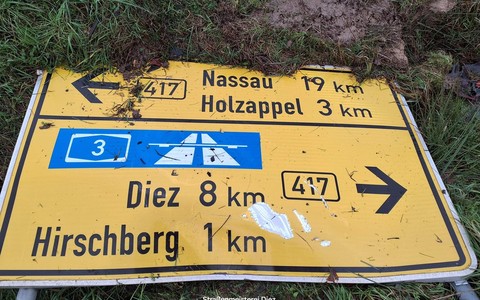 417 Nassau 19 km
Holzappel 3 km
3
Diez 8 km 417
Hirschberg 1 km
Straßenmeisterei Diez